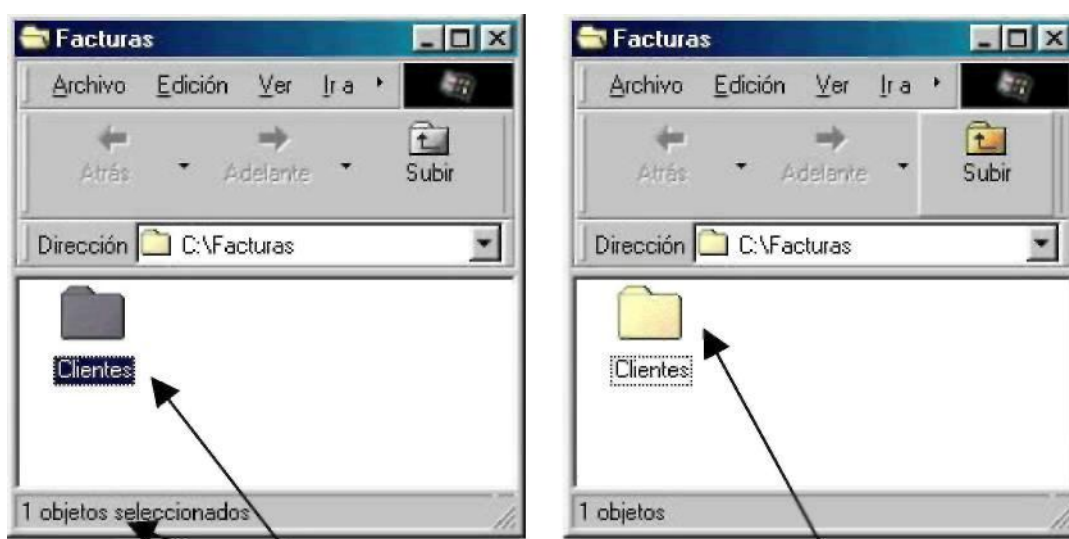 Facturas
Archivo Edición Ver Ir a
Atrás Adelante Subir
Dirección C:\Facturas
Clientes
1 objetos seleccionados
Facturas
Archivo Edición Ver Ir a
Atrás Adelante Subir
Dirección C:\Facturas
Clientes
1 objetos